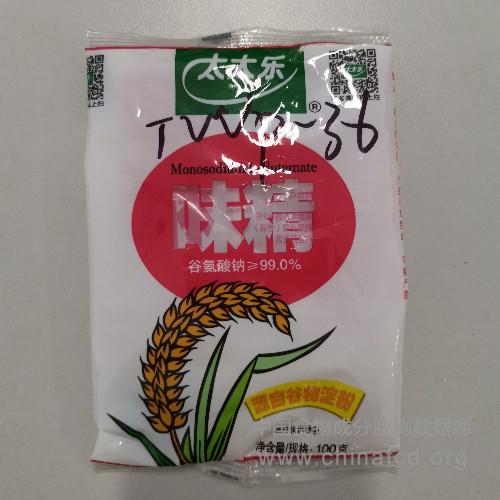 太太乐
®
TWYP-36
Monosodium Glutamate
味精
谷氨酸钠≥99.0%
源自谷物淀粉
净含量/规格:100克
中国食物成分监测数据库
www.chinafcd.org